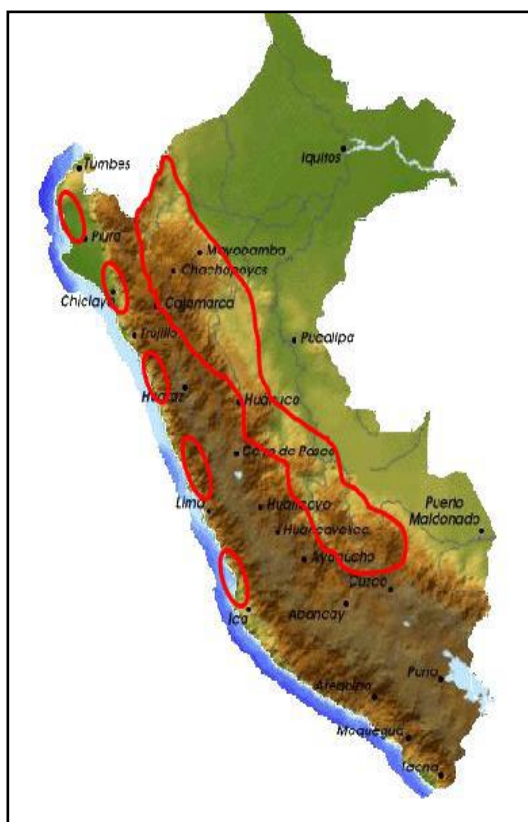 Iquitos
Tumbes
Piura
Moyobamba
Chachapoyas
Chiclayo
Cajamarca
Trujillo
Pucallpa
Huaraz
Huánuco
Cerro de Pasco
Lima
Huancayo
Huancavelica
Puerto
Maldonado
Ayacucho
Cuzco
Abancay
Ica
Puno
Arequipa
Moquegua
Tacna